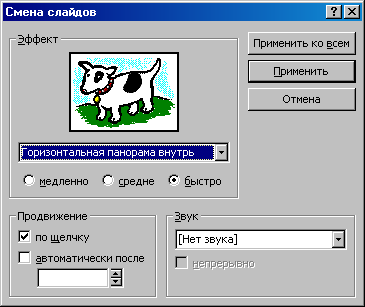 Смена слайдов
Эффект
Применить ко всем
Применить
Отмена
Горизонтальная панорама внутрь
медленно средне быстро
Продвижение
по щелчку
автоматически после
Звук
[Нет звука]
непрерывно